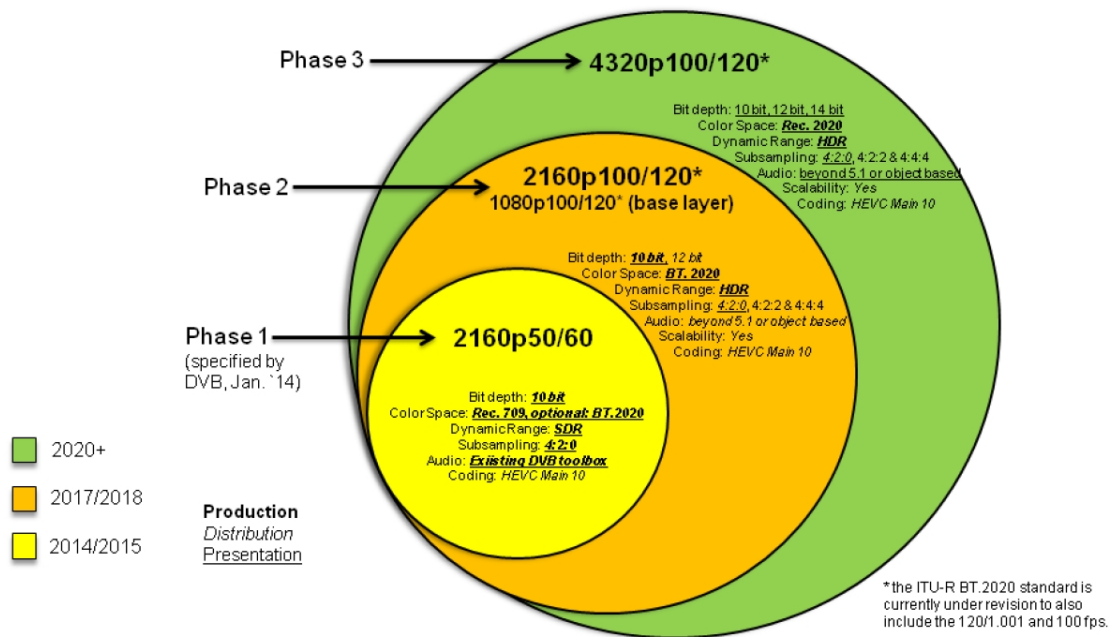 Phase 3
4320p100/120*
Bit depth: 10 bit, 12 bit, 14 bit
Color Space: Rec. 2020
Dynamic Range: HDR
Subsampling: 4:2:0, 4:2:2 & 4:4:4
Audio: beyond 5.1 or object based
Scalability: Yes
Coding: HEVC Main 10
Phase 2
2160p100/120*
1080p100/120* (base layer)
Bit depth: 10 bit, 12 bit
Color Space: BT. 2020
Dynamic Range: HDR
Subsampling: 4:2:0, 4:2:2 & 4:4:4
Audio: beyond 5.1 or object based
Scalability: Yes
Coding: HEVC Main 10
Phase 1
(specified by
DVB, Jan. `14)
2160p50/60
Bit depth: 10 bit
Color Space: Rec. 709, optional: BT.2020
Dynamic Range: SDR
Subsampling: 4:2:0
Audio: Exiisting DVB toolbox
Coding: HEVC Main 10
2020+
2017/2018
2014/2015
Production
Distribution
Presentation
*the ITU-R BT.2020 standard is
currently under revision to also
include the 120/1.001 and 100 fps.